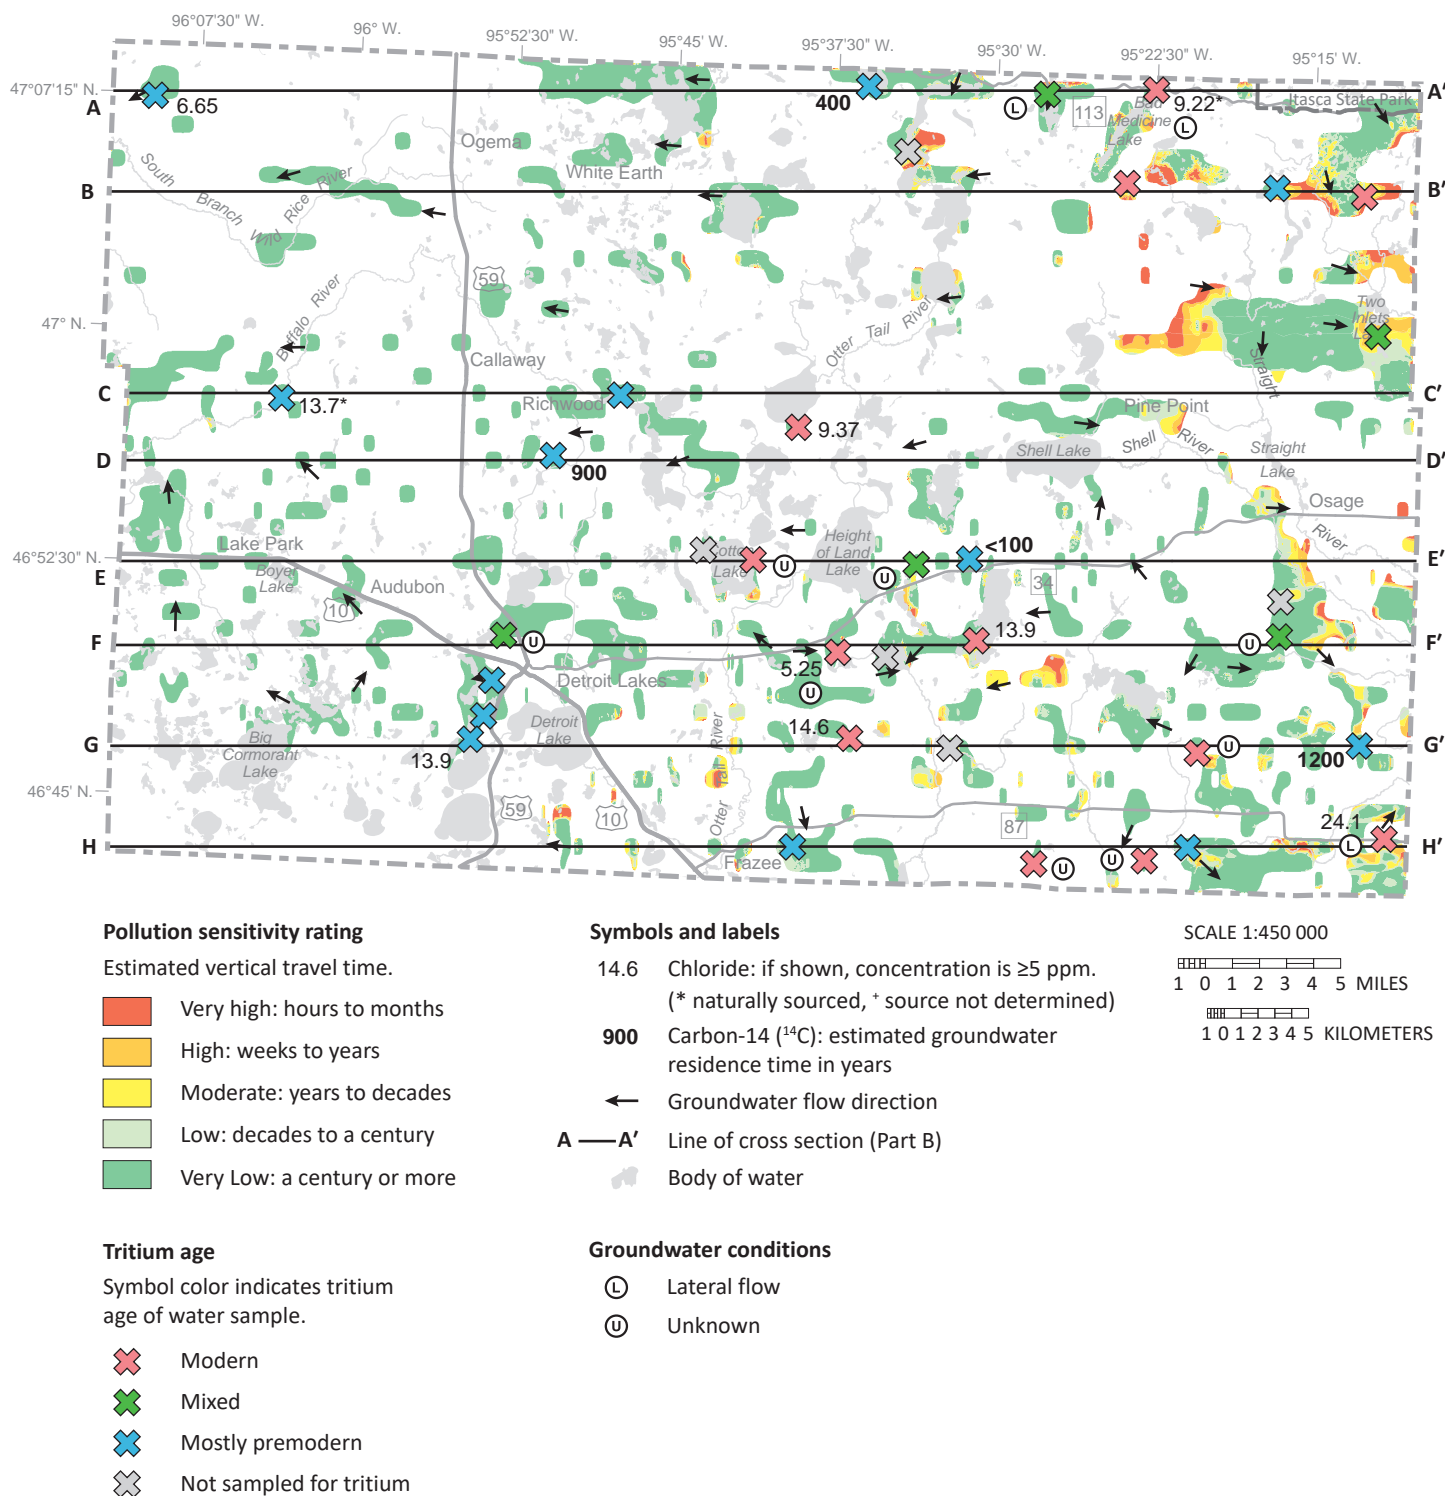 96°07'30" W.
96° W.
95°52'30" W.
95°45' W.
95°37'30" W.
95°30' W.
95°22'30" W.
95°15' W.
47°07'15" N.
A
6.65
400
L
113
Bad
Medicine
Lake
9.22*
L
Itasca State Park
A'
Ogema
White Earth
South
Branch
Wild
Rice
River
B
B'
59
Buffalo
River
Otter
Tail
River
47° N.
Two
Inlets
Callaway
Straight
C
13.7*
Richwood
Pine Point
C'
9.37
Shell
River
Straight
Lake
Shell Lake
D
900
D'
Osage
River
Lake Park
Height
of Land
Lake
<100
46°52'30" N.
E
Boyer
Lake
Lake
U
U
34
E'
Audubon
10
F
U
13.9
U
F'
5.25
Detroit Lakes
U
Detroit
Lake
14.6
G
Big
Cormorant
Lake
13.9
U
1200
G'
Otter
Tail
River
46°45' N.
59
10
87
24.1
H
Frazee
U
U
L
H'
Pollution sensitivity rating
Estimated vertical travel time.
Very high: hours to months
High: weeks to years
Moderate: years to decades
Low: decades to a century
Very Low: a century or more
Symbols and labels
14.6 Chloride: if shown, concentration is ≥5 ppm.
(* naturally sourced, ⁺ source not determined)
900 Carbon-14 (¹⁴C): estimated groundwater
residence time in years
Groundwater flow direction
A A' Line of cross section (Part B)
Body of water
SCALE 1:450 000
1 0 1 2 3 4 5 MILES
1 0 1 2 3 4 5 KILOMETERS
Tritium age
Symbol color indicates tritium
age of water sample.
Modern
Mixed
Mostly premodern
Not sampled for tritium
Groundwater conditions
L Lateral flow
U Unknown